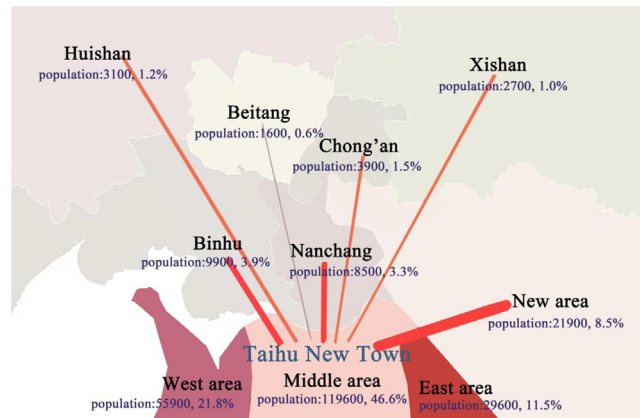 Huishan
population:3100, 1.2%
Xishan
population:2700, 1.0%
Beitang
population:1600, 0.6%
Chong'an
population:3900, 1.5%
Binhu
population:9900, 3.9%
Nanchang
population:8500, 3.3%
New area
population:21900, 8.5%
Taihu New Town
West area
population:55900, 21.8%
Middle area
population:119600, 46.6%
East area
population:29600, 11.5%